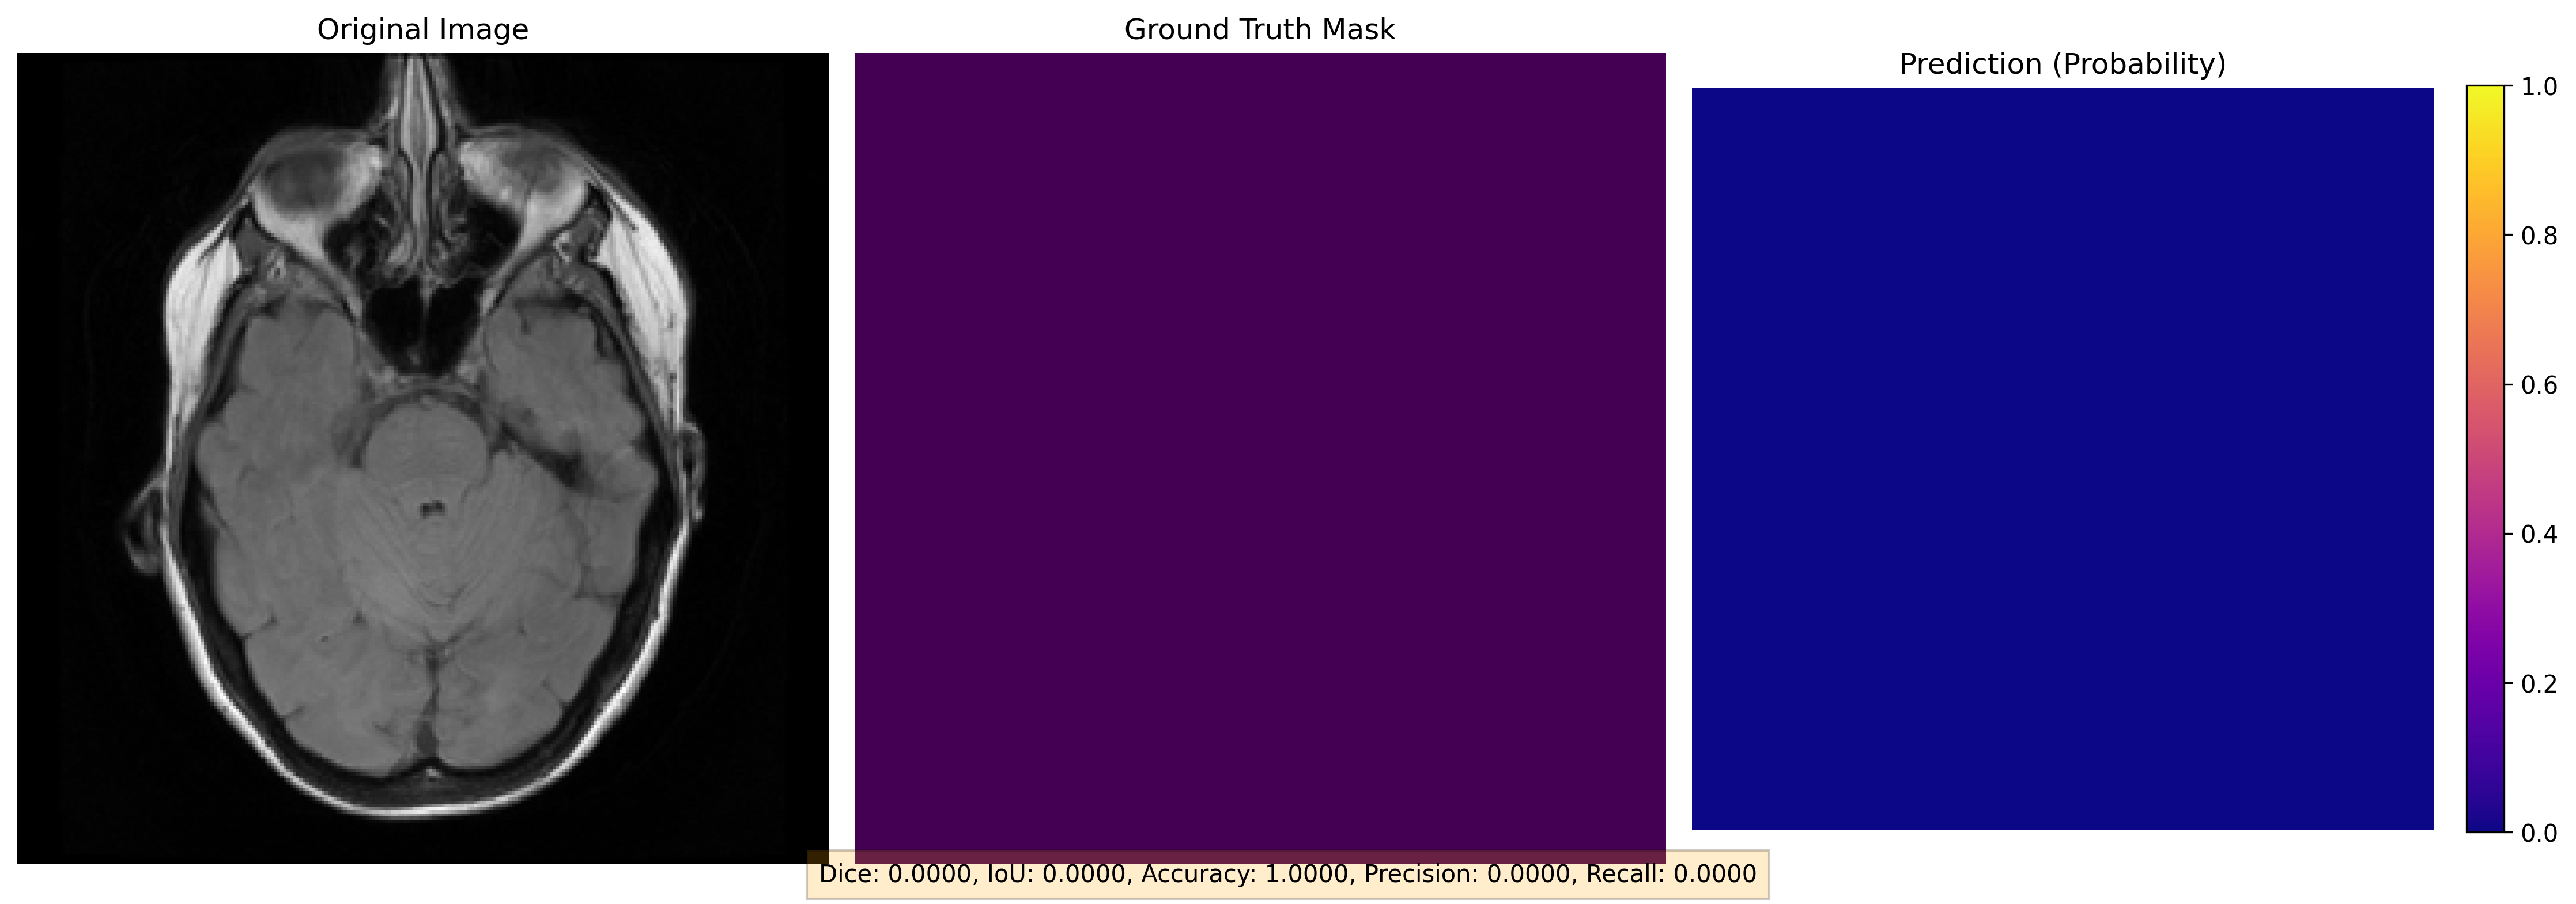 Original Image
Ground Truth Mask
Prediction (Probability)
1.0
0.8
0.6
0.4
0.2
0.0
Dice: 0.0000, IoU: 0.0000, Accuracy: 1.0000, Precision: 0.0000, Recall: 0.0000